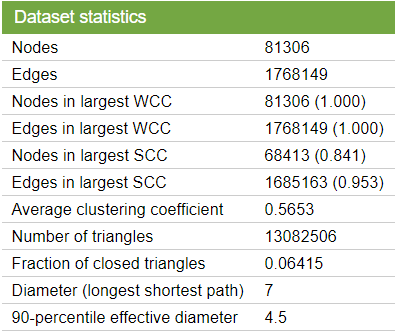 Dataset statistics
Nodes 81306
Edges 1768149
Nodes in largest WCC 81306 (1.000)
Edges in largest WCC 1768149 (1.000)
Nodes in largest SCC 68413 (0.841)
Edges in largest SCC 1685163 (0.953)
Average clustering coefficient 0.5653
Number of triangles 13082506
Fraction of closed triangles 0.06415
Diameter (longest shortest path) 7
90-percentile effective diameter 4.5